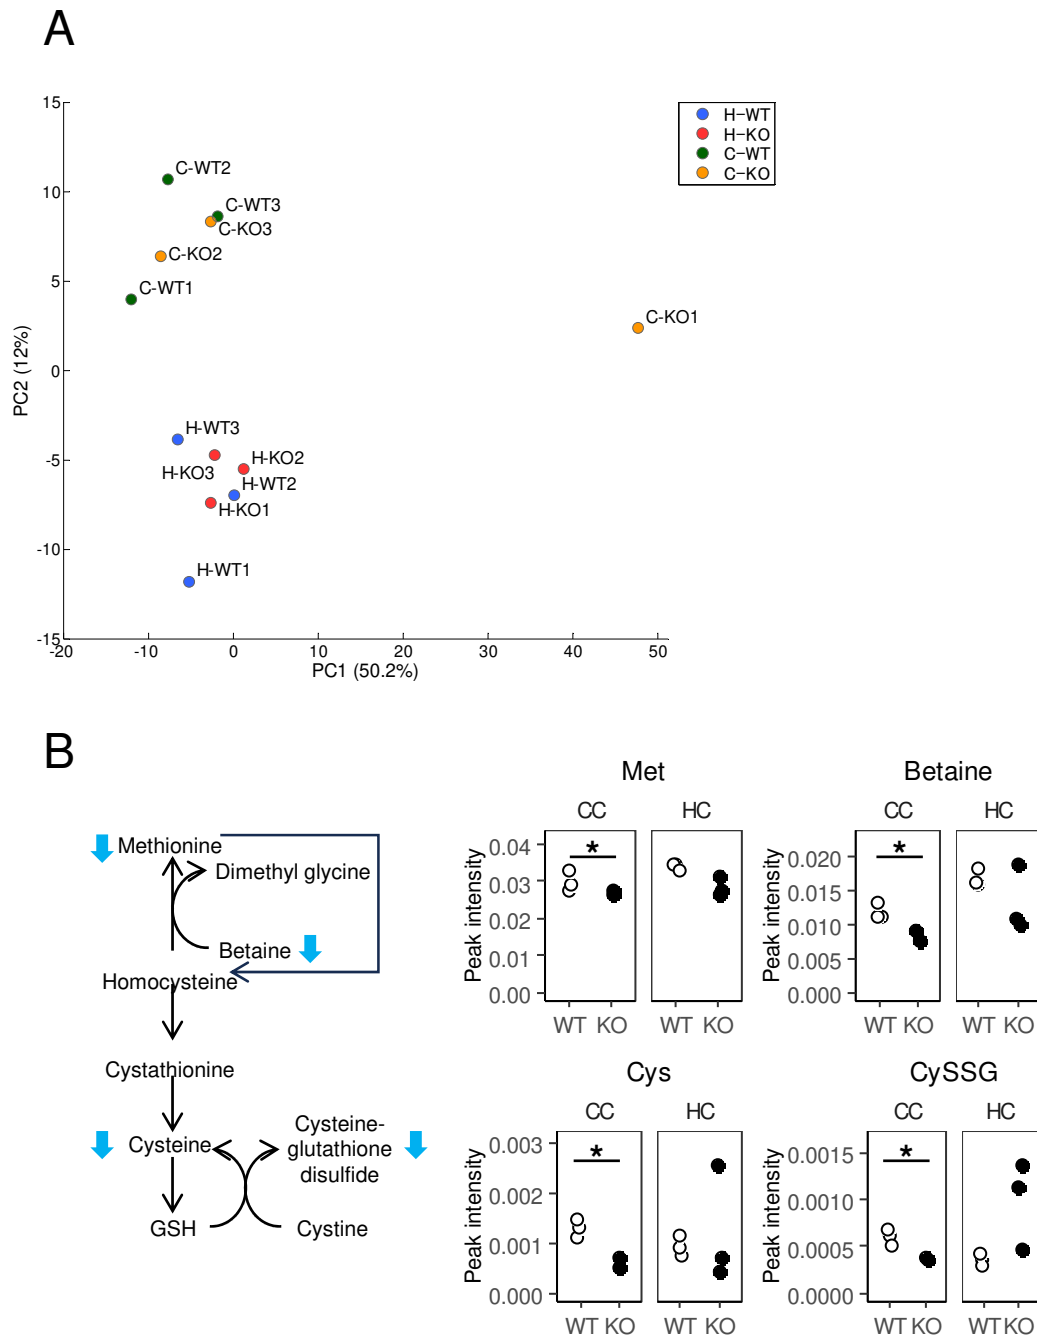 A
15
10
5
0
-5
-10
-15
-20
-10
0
10
20
30
40
50
PC2 (12%)
PC1 (50.2%)
H-WT
H-KO
C-WT
C-KO
C-WT2
C-WT3
C-KO3
C-KO2
C-WT1
C-KO1
H-WT3
H-KO3
H-KO2
H-WT2
H-KO1
H-WT1
B
Methionine
Dimethyl glycine
Betaine
Homocysteine
Cystathionine
Cysteine
Cysteine-
glutathione
disulfide
GSH
Cystine
Met
CC
HC
*
Peak intensity
0.04
0.03
0.02
0.01
0.00
WT KO
WT KO
Betaine
CC
HC
*
Peak intensity
0.020
0.015
0.010
0.005
0.000
WT KO
WT KO
Cys
CC
HC
*
Peak intensity
0.003
0.002
0.001
0.000
WT KO
WT KO
CySSG
CC
HC
*
Peak intensity
0.0015
0.0010
0.0005
0.0000
WT KO
WT KO